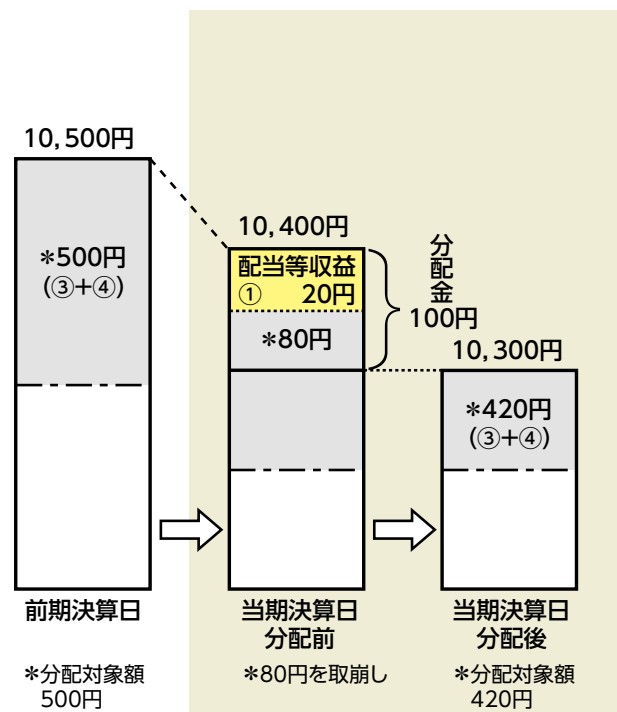 10,500円
*500円
(③+④)
前期決算日
*分配対象額
500円
10,400円
配当等収益
① 20円
*80円
分配金
100円
当期決算日
分配前
*80円を取崩し
10,300円
*420円
(③+④)
当期決算日
分配後
*分配対象額
420円